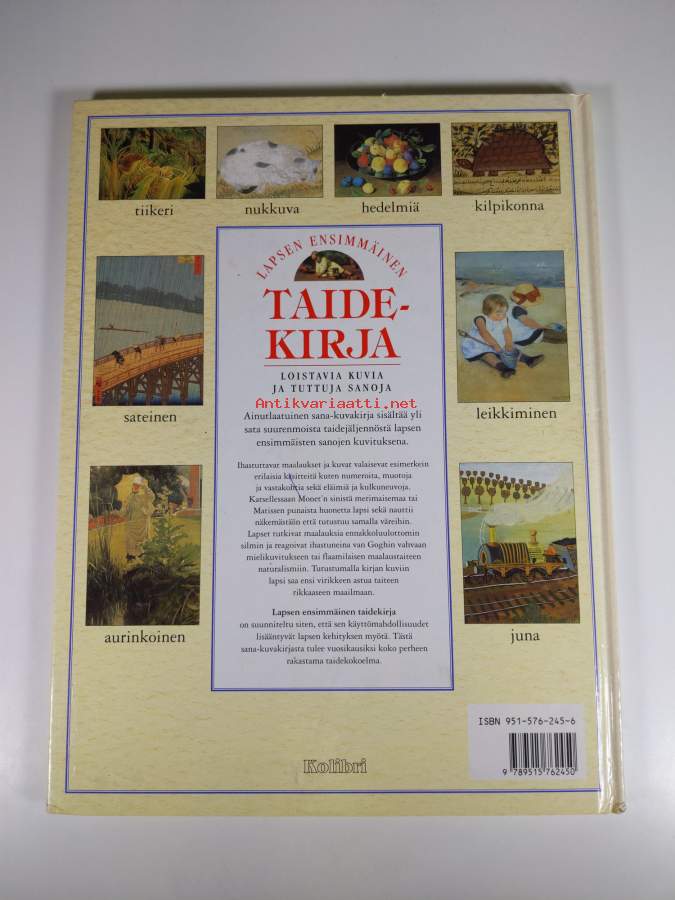 tiikeri
nukkuva
hedelmiä
kilpikonna
LAPSEN ENSIMMÄINEN
TAIDE-
KIRJA
LOISTAVIA KUVIA
JA TUTTUJA SANOJA
Antikvariaatti.net
Ainutlaatuinen sana-kuvakirja sisältää yli
sata suurenmoista taidejäljennöstä lapsen
ensimmäisten sanojen kuvituksena.
sateinen
leikkiminen
Ihastuttavat maalaukset ja kuvat valaisevat esimerkein
erilaisia käsitteitä kuten numeroita, muotoja
ja vastakohtia sekä eläimiä ja kulkuneuvoja.
Katsellessaan Monet'n sinistä merimaisemaa tai
Matissen punaista huonetta lapsi sekä nauttii
näkemästään että tutustuu samalla väreihin.
Lapset tutkivat maalauksia ennakkoluulottomin
silmin ja reagoivat ihastuneina van Goghin vahvaan
mielikuvitukseen tai flaamilaisen maalaustaiteen
naturalismiin. Tutustumalla kirjan kuviin
lapsi saa ensi virikkeen astua taiteen
rikkaaseen maailmaan.
aurinkoinen
juna
Lapsen ensimmäinen taidekirja
on suunniteltu siten, että sen käyttömahdollisuudet
lisääntyvät lapsen kehityksen myötä. Tästä
sana-kuvakirjasta tulee vuosikausiksi koko perheen
rakastama taidekokoelma.
Kolibri
ISBN 951-576-245-6
9 789515 762450